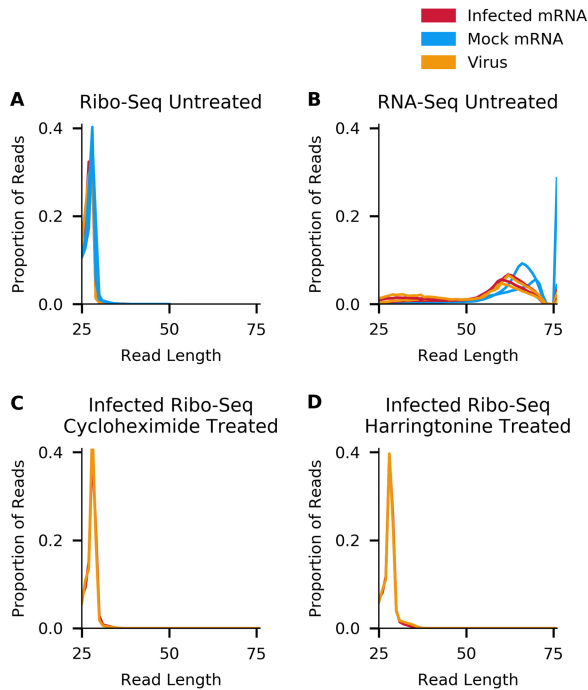 Infected mRNA
Mock mRNA
Virus
A
Ribo-Seq Untreated
B
RNA-Seq Untreated
Proportion of Reads
0.4
0.2
0.0
25
50
75
Read Length
Proportion of Reads
0.4
0.2
0.0
25
50
75
Read Length
C
Infected Ribo-Seq
Cycloheximide Treated
D
Infected Ribo-Seq
Harringtonine Treated
Proportion of Reads
0.4
0.2
0.0
25
50
75
Read Length
Proportion of Reads
0.4
0.2
0.0
25
50
75
Read Length